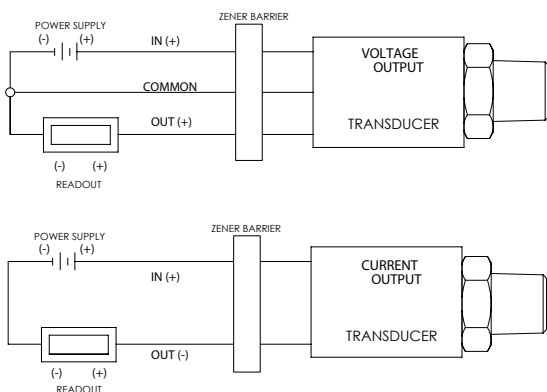 ZENER BARRIER
POWER SUPPLY
(-) (+)
IN (+)
VOLTAGE
OUTPUT
COMMON
OUT (+)
TRANSDUCER
(-) (+)
READOUT
ZENER BARRIER
POWER SUPPLY
(-) (+)
IN (+)
CURRENT
OUTPUT
TRANSDUCER
OUT (-)
(-) (+)
READOUT